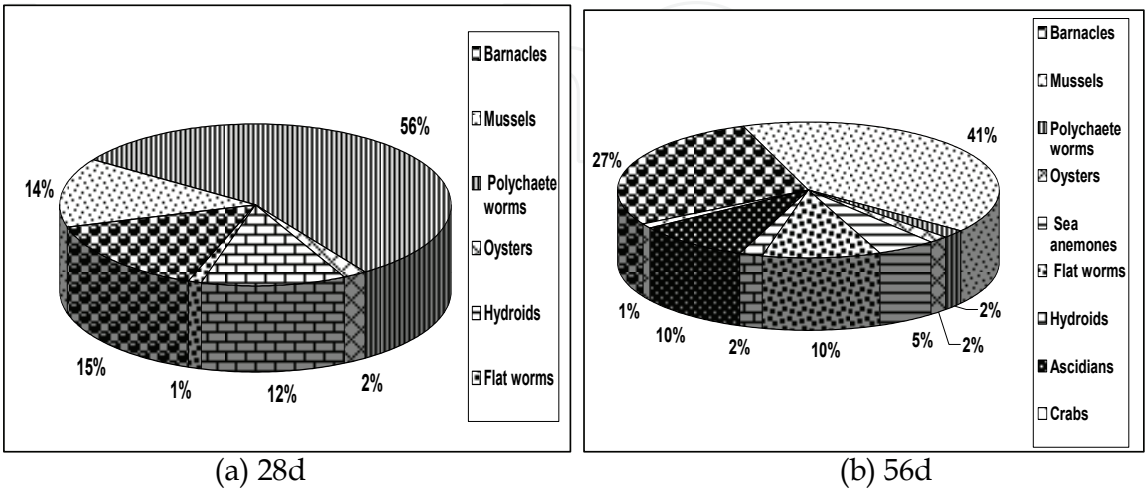 56%
14%
15%
1%
12%
2%
Barnacles
Mussels
Polychaete
worms
Oysters
Hydroids
Flat worms
(a) 28d
27%
41%
1%
10%
2%
10%
5%
2%
2%
Barnacles
Mussels
Polychaete
worms
Oysters
Sea
anemones
Flat worms
Hydroids
Ascidians
Crabs
(b) 56d